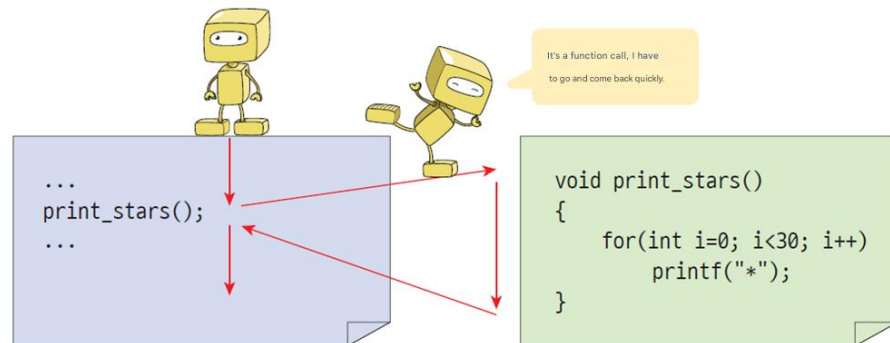 It's a function call, I have
to go and come back quickly.
...
print_stars();
...
void print_stars()
{
for(int i=0; i<30; i++)
printf("*");
}